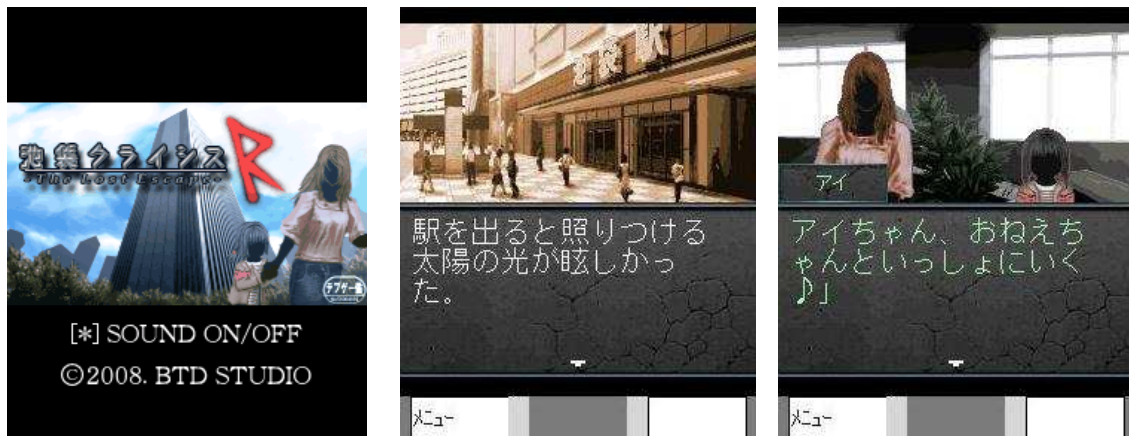 池袋クライシス
R
-The Lost Escape-
[*] SOUND ON/OFF
©2008. BTD STUDIO
池袋駅
駅を出ると照りつける
太陽の光が眩しかっ
た。
メニュー
アイ
アイちゃん、おねえち
ゃんといっしょにいく
♪」
メニュー